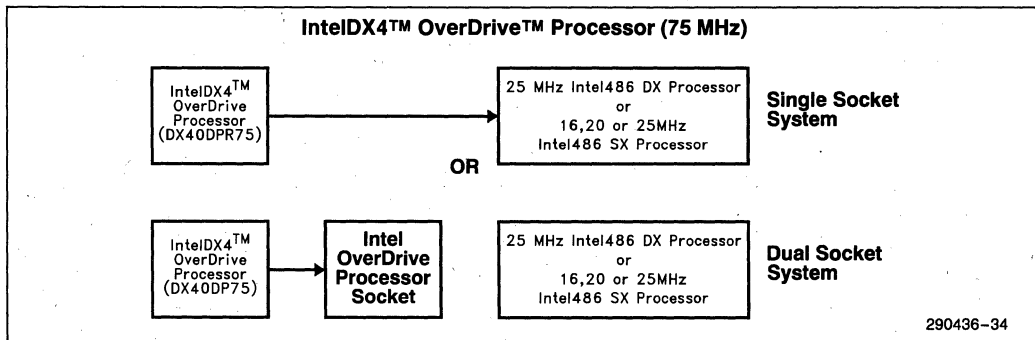 IntelDX4™ OverDrive™ Processor (75 MHz)
IntelDX4™
OverDrive
Processor
(DX4ODPR75)
25 MHz Intel486 DX Processor
or
16,20 or 25MHz
Intel486 SX Processor
Single Socket
System
OR
IntelDX4™
OverDrive
Processor
(DX4ODP75)
Intel
OverDrive
Processor
Socket
25 MHz Intel486 DX Processor
or
16,20 or 25MHz
Intel486 SX Processor
Dual Socket
System
290436–34